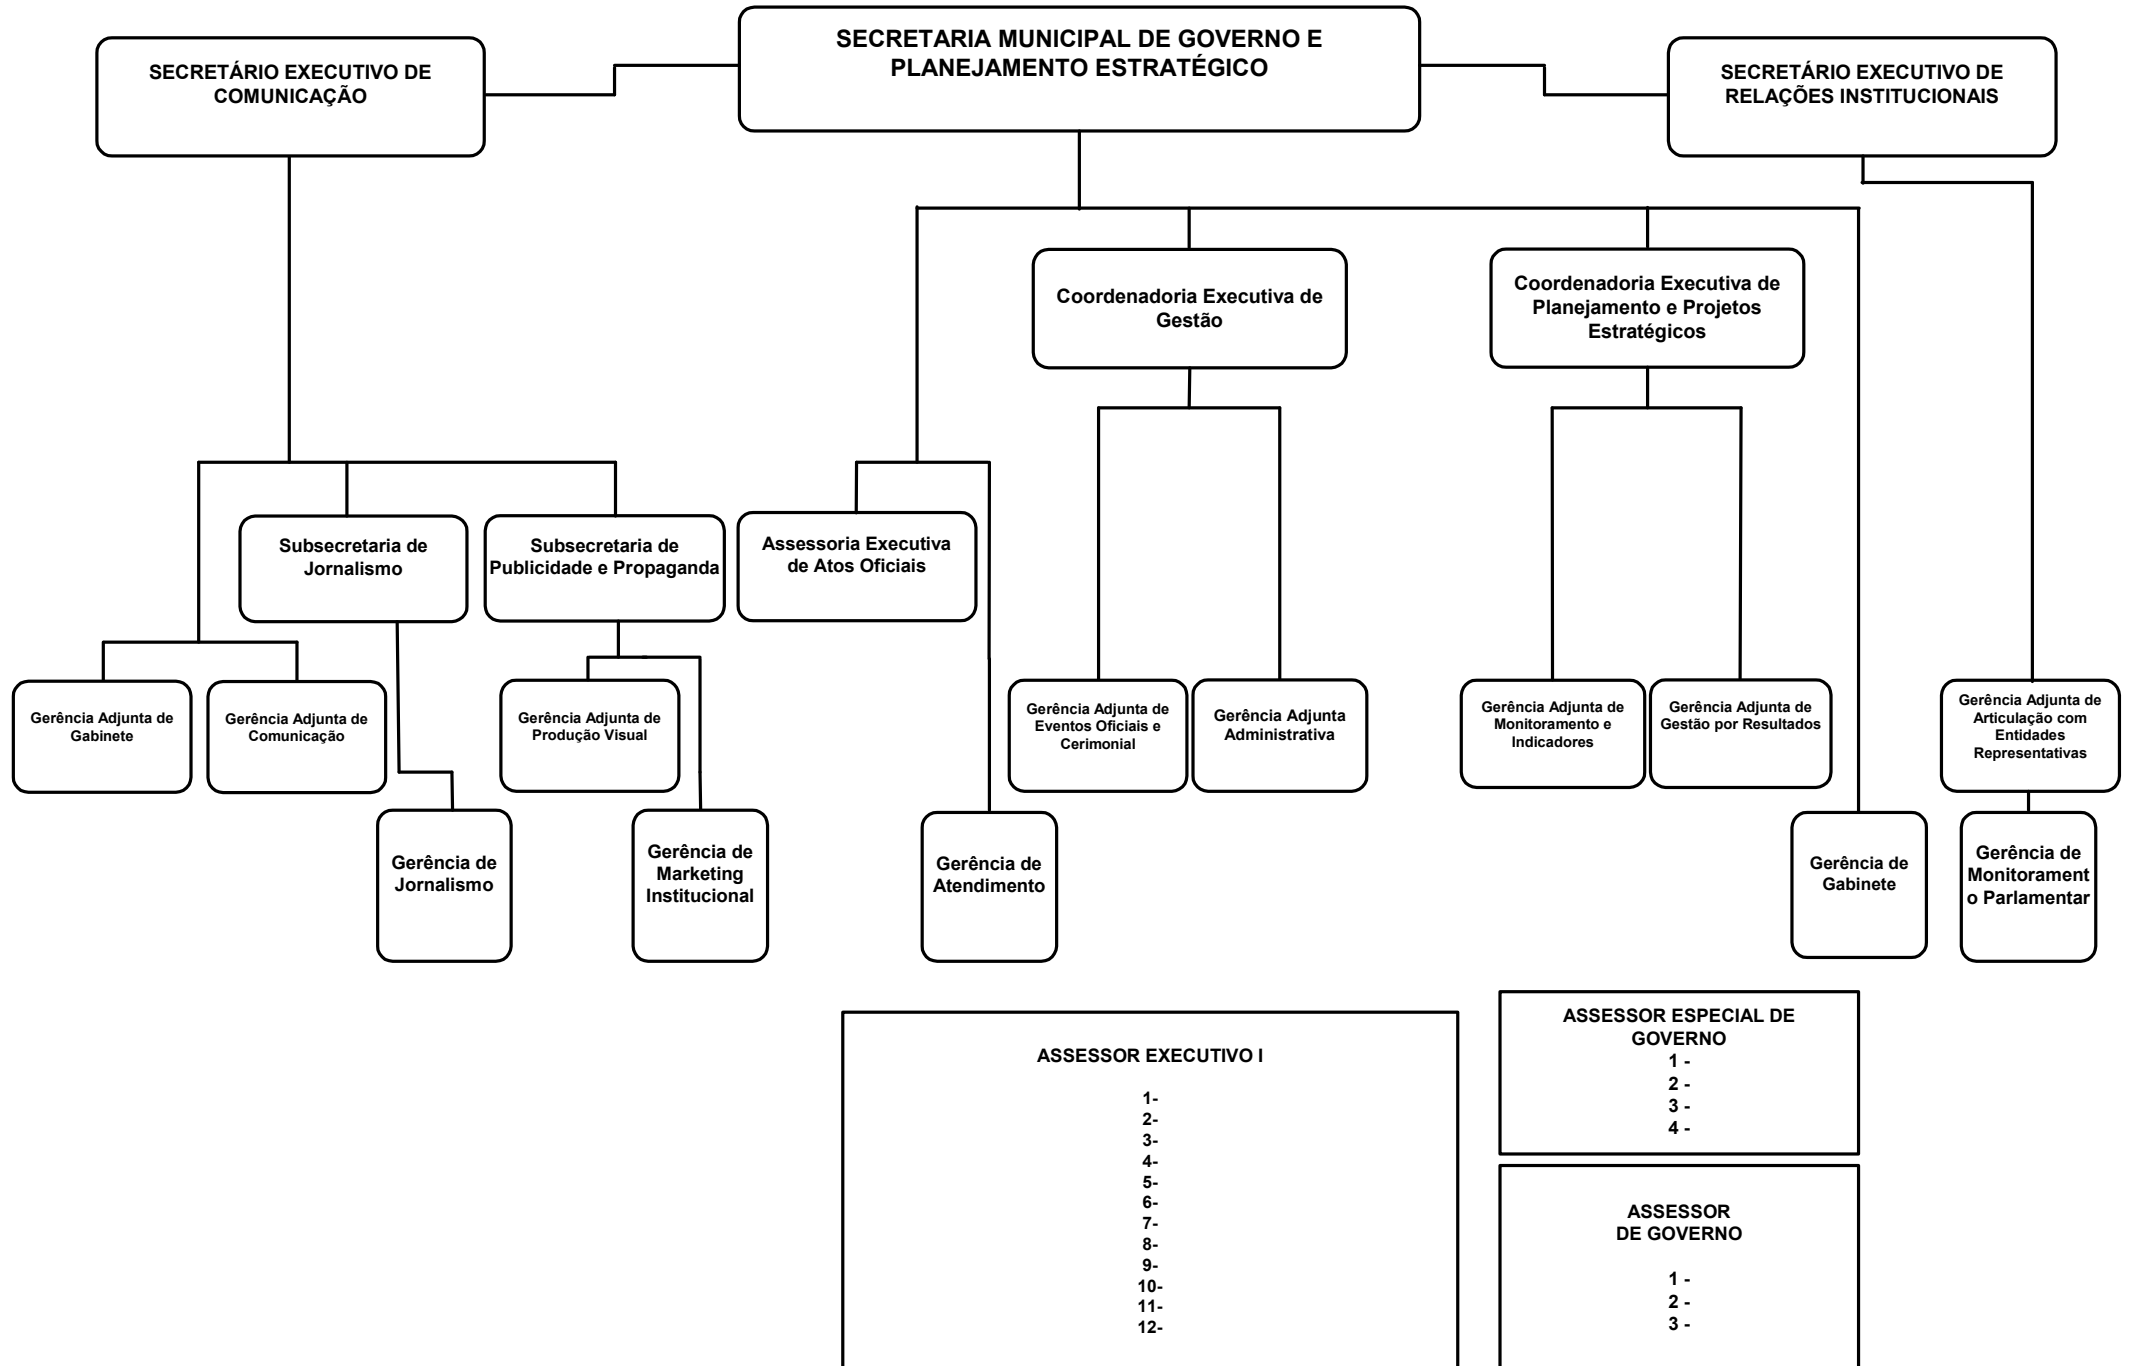 SECRETARIA MUNICIPAL DE GOVERNO E
PLANEJAMENTO ESTRATÉGICO
SECRETÁRIO EXECUTIVO DE
COMUNICAÇÃO
SECRETÁRIO EXECUTIVO DE
RELAÇÕES INSTITUCIONAIS
Coordenadoria Executiva de
Gestão
Coordenadoria Executiva de
Planejamento e Projetos
Estratégicos
Subsecretaria de
Jornalismo
Subsecretaria de
Publicidade e Propaganda
Assessoria Executiva
de Atos Oficiais
Gerência Adjunta de
Gabinete
Gerência Adjunta de
Comunicação
Gerência Adjunta de
Produção Visual
Gerência Adjunta de
Eventos Oficiais e
Cerimonial
Gerência Adjunta
Administrativa
Gerência Adjunta de
Monitoramento e
Indicadores
Gerência Adjunta de
Gestão por Resultados
Gerência Adjunta de
Articulação com
Entidades
Representativas
Gerência de
Jornalismo
Gerência de
Marketing
Institucional
Gerência de
Atendimento
Gerência de
Gabinete
Gerência de
Monitorament
o Parlamentar
ASSESSOR EXECUTIVO I
1-
2-
3-
4-
5-
6-
7-
8-
9-
10-
11-
12-
ASSESSOR ESPECIAL DE
GOVERNO
1 -
2 -
3 -
4 -
ASSESSOR
DE GOVERNO
1 -
2 -
3 -